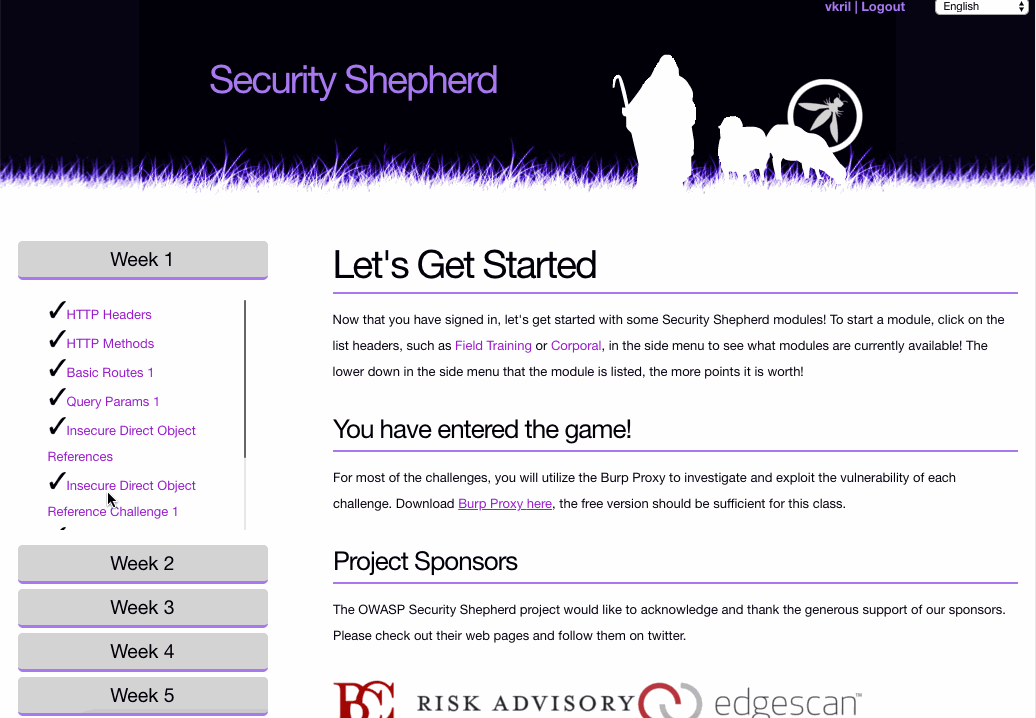 vkril | Logout
English
Security Shepherd
Week 1
✓HTTP Headers
✓HTTP Methods
✓Basic Routes 1
✓Query Params 1
✓Insecure Direct Object
References
✓Insecure Direct Object
Reference Challenge 1
Week 2
Week 3
Week 4
Week 5
Let's Get Started
Now that you have signed in, let's get started with some Security Shepherd modules! To start a module, click on the
list headers, such as Field Training or Corporal, in the side menu to see what modules are currently available! The
lower down in the side menu that the module is listed, the more points it is worth!
You have entered the game!
For most of the challenges, you will utilize the Burp Proxy to investigate and exploit the vulnerability of each
challenge. Download Burp Proxy here, the free version should be sufficient for this class.
Project Sponsors
The OWASP Security Shepherd project would like to acknowledge and thank the generous support of our sponsors.
Please check out their web pages and follow them on twitter.
BCC RISK ADVISORY edgescan™